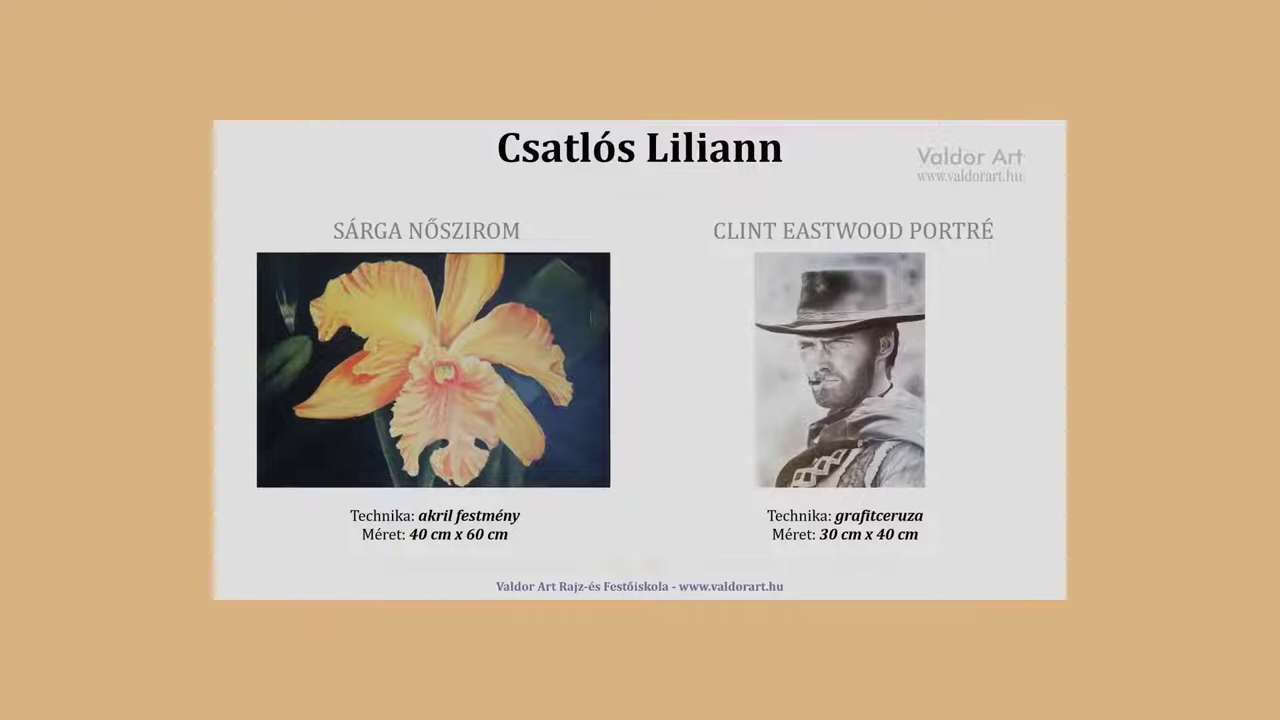 Csatlós Liliann
Valdor Art
www.valdorart.hu
SÁRGA NŐSZIROM
Technika: akril festmény
Méret: 40 cm x 60 cm
CLINT EASTWOOD PORTRÉ
Technika: grafitceruza
Méret: 30 cm x 40 cm
Valdor Art Rajz-és Festőiskola - www.valdorart.hu